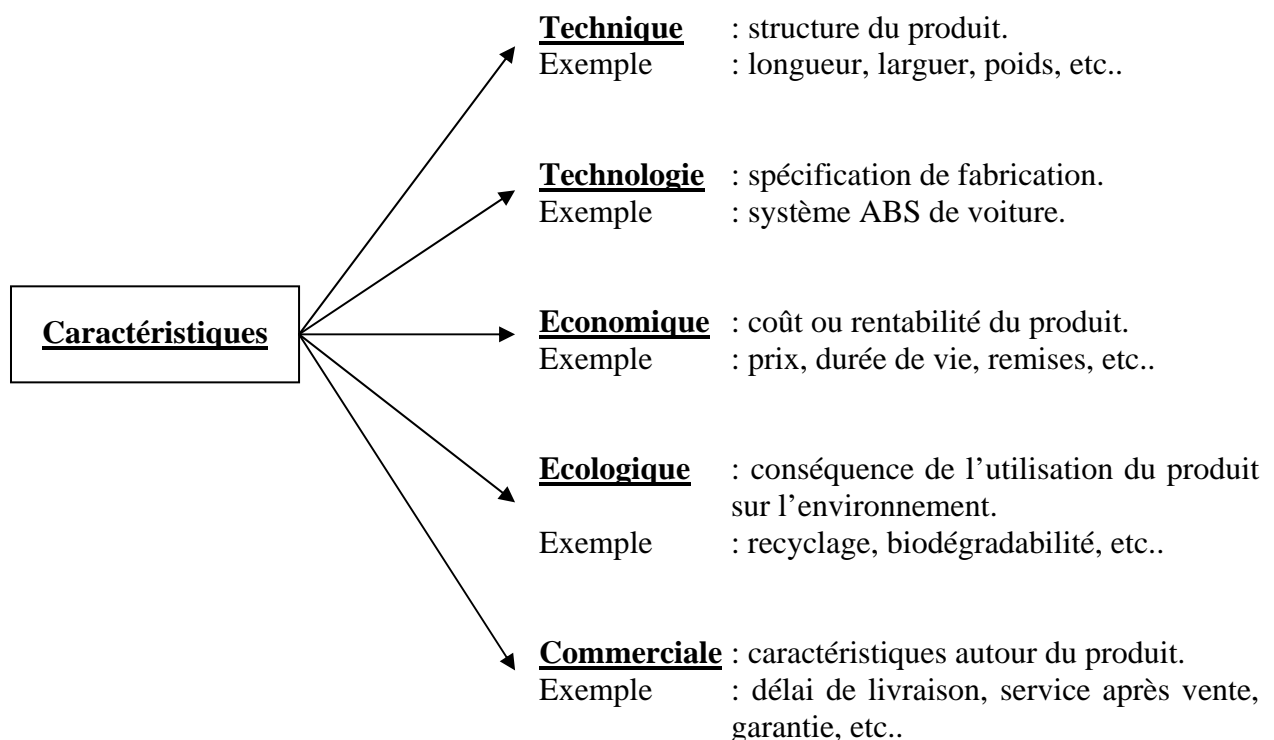 Technique : structure du produit.
Exemple : longueur, larguer, poids, etc..
Technologie : spécification de fabrication.
Exemple : système ABS de voiture.
Caractéristiques
Economique : coût ou rentabilité du produit.
Exemple : prix, durée de vie, remises, etc..
Ecologique : conséquence de l’utilisation du produit
sur l’environnement.
Exemple : recyclage, biodégradabilité, etc..
Commerciale : caractéristiques autour du produit.
Exemple : délai de livraison, service après vente,
garantie, etc..